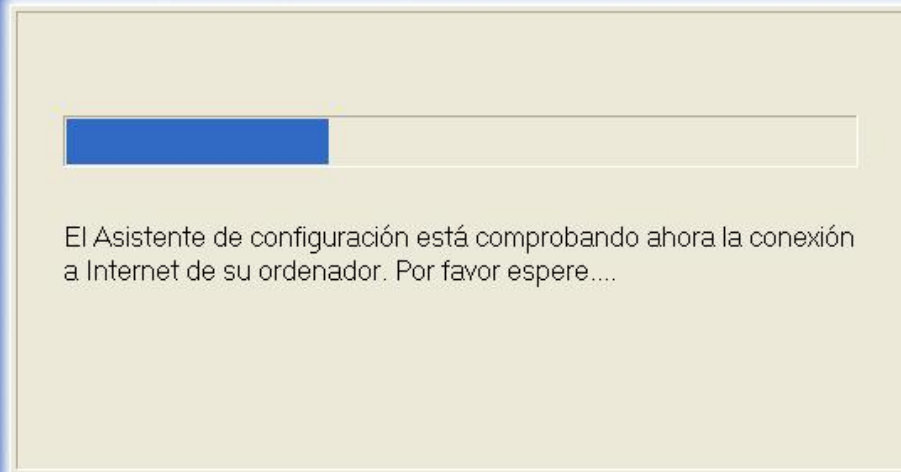 El Asistente de configuración está comprobando ahora la conexión
a Internet de su ordenador. Por favor espere....